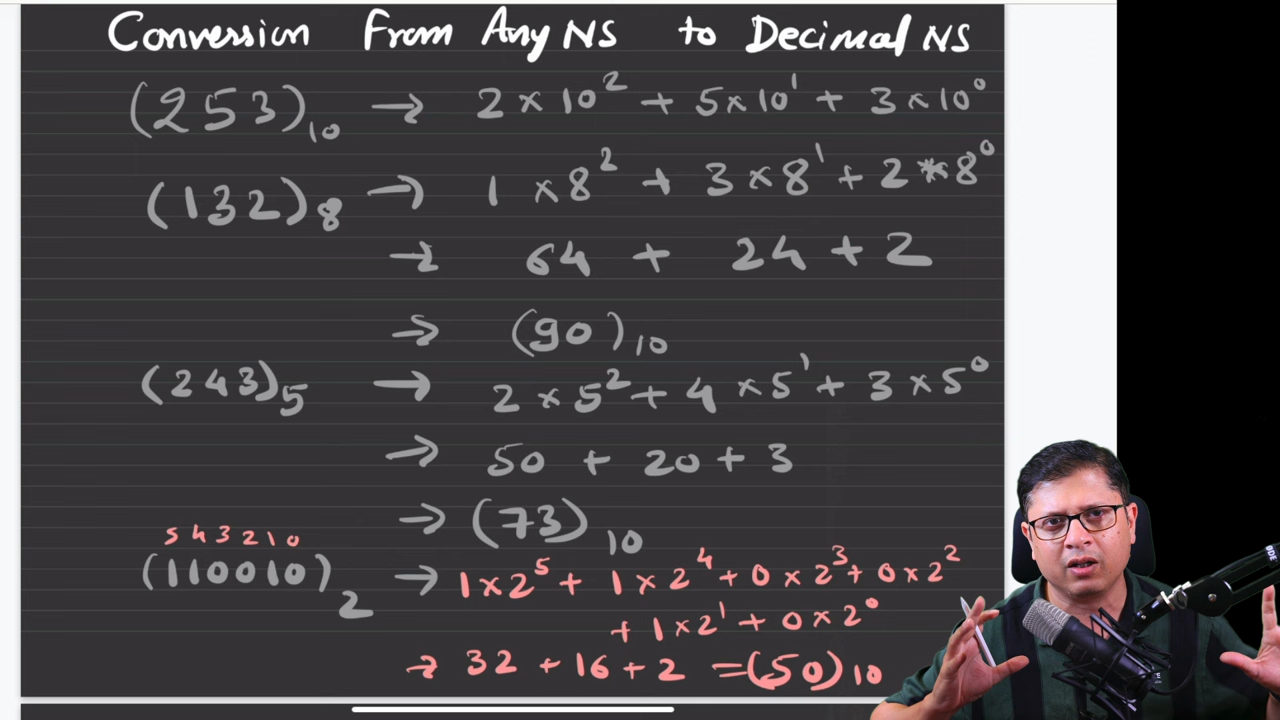 Conversion From Any NS to Decimal NS
(253)₁₀ → 2 × 10² + 5 × 10¹ + 3 × 10⁰
(132)₈ → 1 × 8² + 3 × 8¹ + 2 * 8⁰
→ 64 + 24 + 2
→ (90)₁₀
(243)₅ → 2 × 5² + 4 × 5¹ + 3 × 5⁰
→ 50 + 20 + 3
→ (73)₁₀
5 4 3 2 1 0
(110010)₂ → 1 × 2⁵ + 1 × 2⁴ + 0 × 2³ + 0 × 2²
+ 1 × 2¹ + 0 × 2⁰
→ 32 + 16 + 2 = (50)₁₀